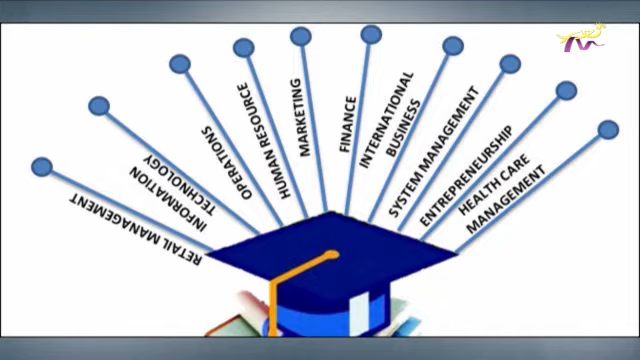 RETAIL MANAGEMENT
INFORMATION
TECHNOLOGY
OPERATIONS
HUMAN RESOURCE
MARKETING
FINANCE
INTERNATIONAL
BUSINESS
SYSTEM MANAGEMENT
ENTREPRENEURSHIP
HEALTH CARE
MANAGEMENT